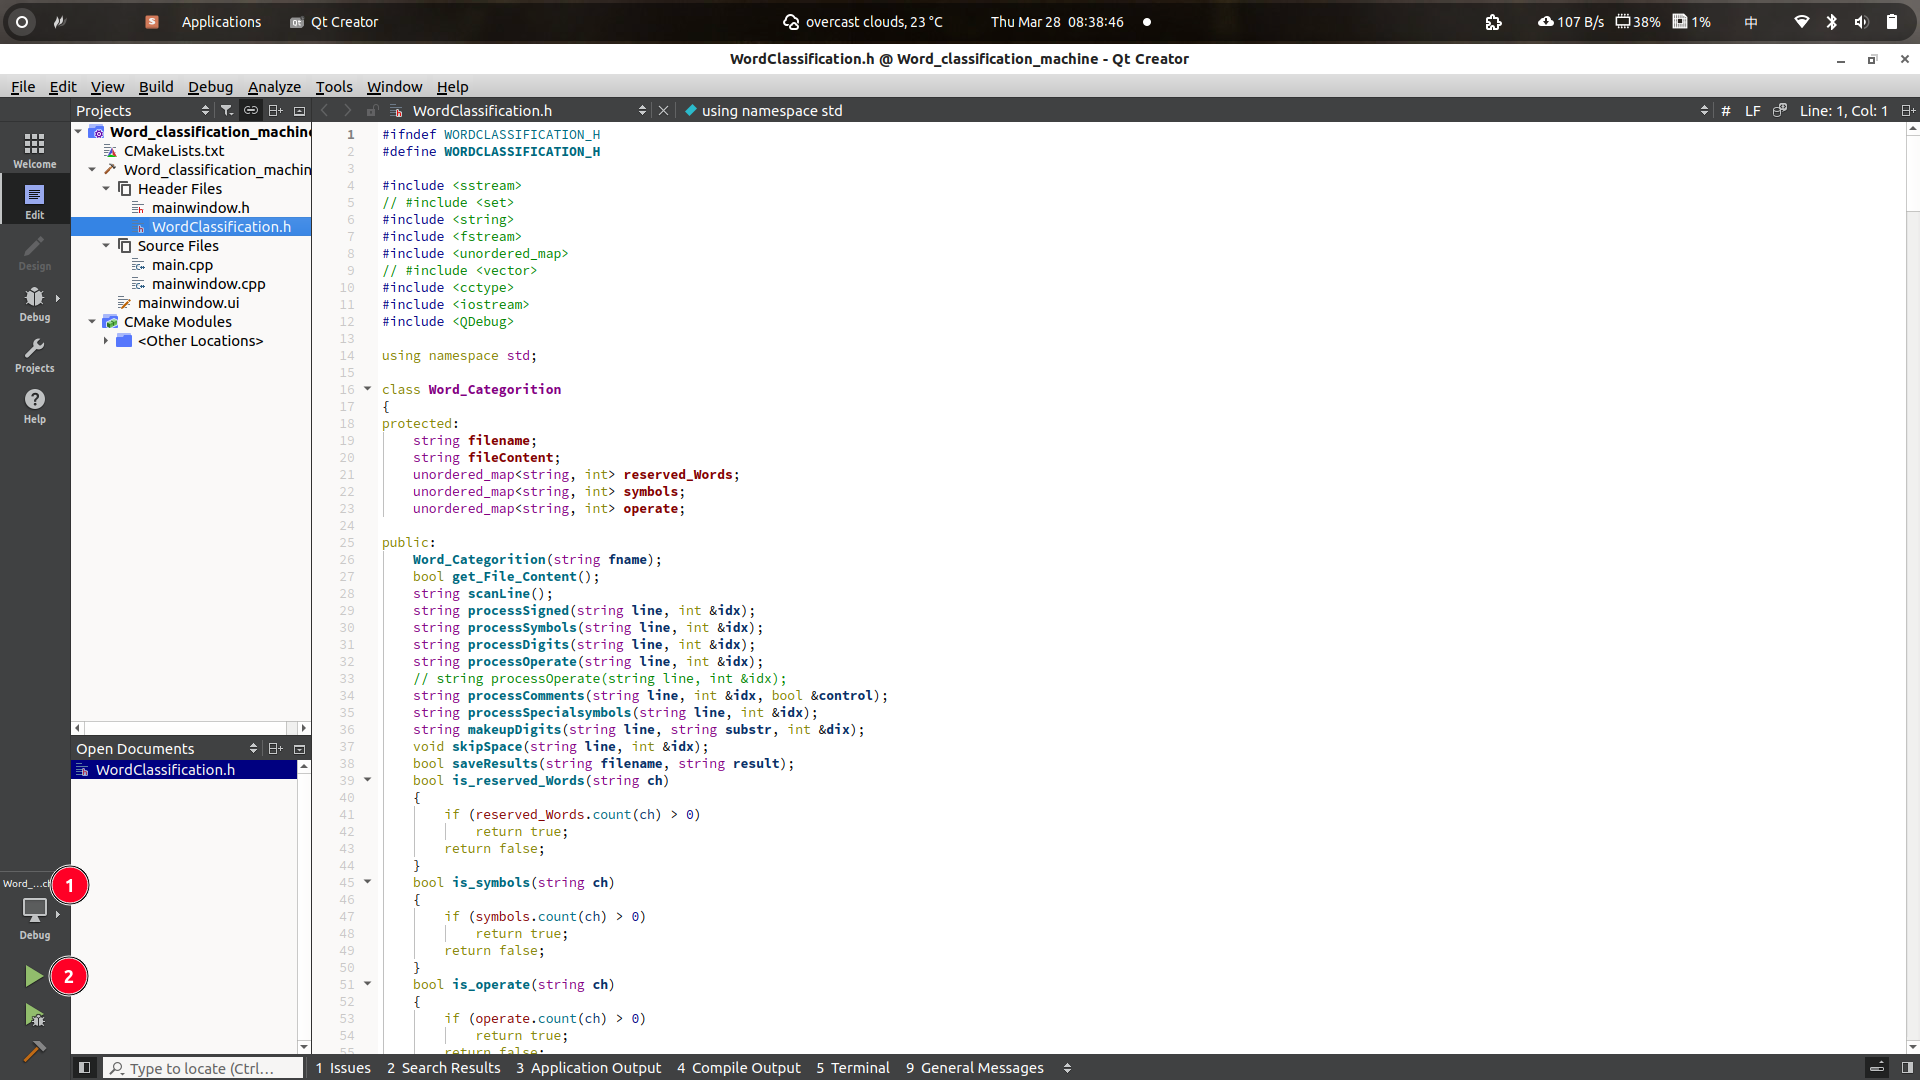 Applications Qt Creator overcast clouds, 23 °C Thu Mar 28 08:38:46 107 B/s 38% 1% 中
WordClassification.h @ Word_classification_machine - Qt Creator
File Edit View Build Debug Analyze Tools Window Help
Projects WordClassification.h using namespace std # LF Line: 1, Col: 1
Welcome
Edit
Design
Debug
Projects
Help
Word_classification_machine
CMakeLists.txt
Word_classification_machin
Header Files
mainwindow.h
WordClassification.h
Source Files
main.cpp
mainwindow.cpp
mainwindow.ui
CMake Modules
<Other Locations>
Open Documents
WordClassification.h
Word_...cl
1
Debug
2
1 #ifndef WORDCLASSIFICATION_H
2 #define WORDCLASSIFICATION_H
3
4 #include <sstream>
5 // #include <set>
6 #include <string>
7 #include <fstream>
8 #include <unordered_map>
9 // #include <vector>
10 #include <cctype>
11 #include <iostream>
12 #include <QDebug>
13
14 using namespace std;
15
16 class Word_Categorition
17 {
18 protected:
19 string filename;
20 string fileContent;
21 unordered_map<string, int> reserved_Words;
22 unordered_map<string, int> symbols;
23 unordered_map<string, int> operate;
24
25 public:
26 Word_Categorition(string fname);
27 bool get_File_Content();
28 string scanLine();
29 string processSigned(string line, int &idx);
30 string processSymbols(string line, int &idx);
31 string processDigits(string line, int &idx);
32 string processOperate(string line, int &idx);
33 // string processOperate(string line, int &idx);
34 string processComments(string line, int &idx, bool &control);
35 string processSpecialsymbols(string line, int &idx);
36 string makeupDigits(string line, string substr, int &dix);
37 void skipSpace(string line, int &idx);
38 bool saveResults(string filename, string result);
39 bool is_reserved_Words(string ch)
40 {
41 if (reserved_Words.count(ch) > 0)
42 return true;
43 return false;
44 }
45 bool is_symbols(string ch)
46 {
47 if (symbols.count(ch) > 0)
48 return true;
49 return false;
50 }
51 bool is_operate(string ch)
52 {
53 if (operate.count(ch) > 0)
54 return true;
55 return false;
Type to locate (Ctrl... 1 Issues 2 Search Results 3 Application Output 4 Compile Output 5 Terminal 9 General Messages